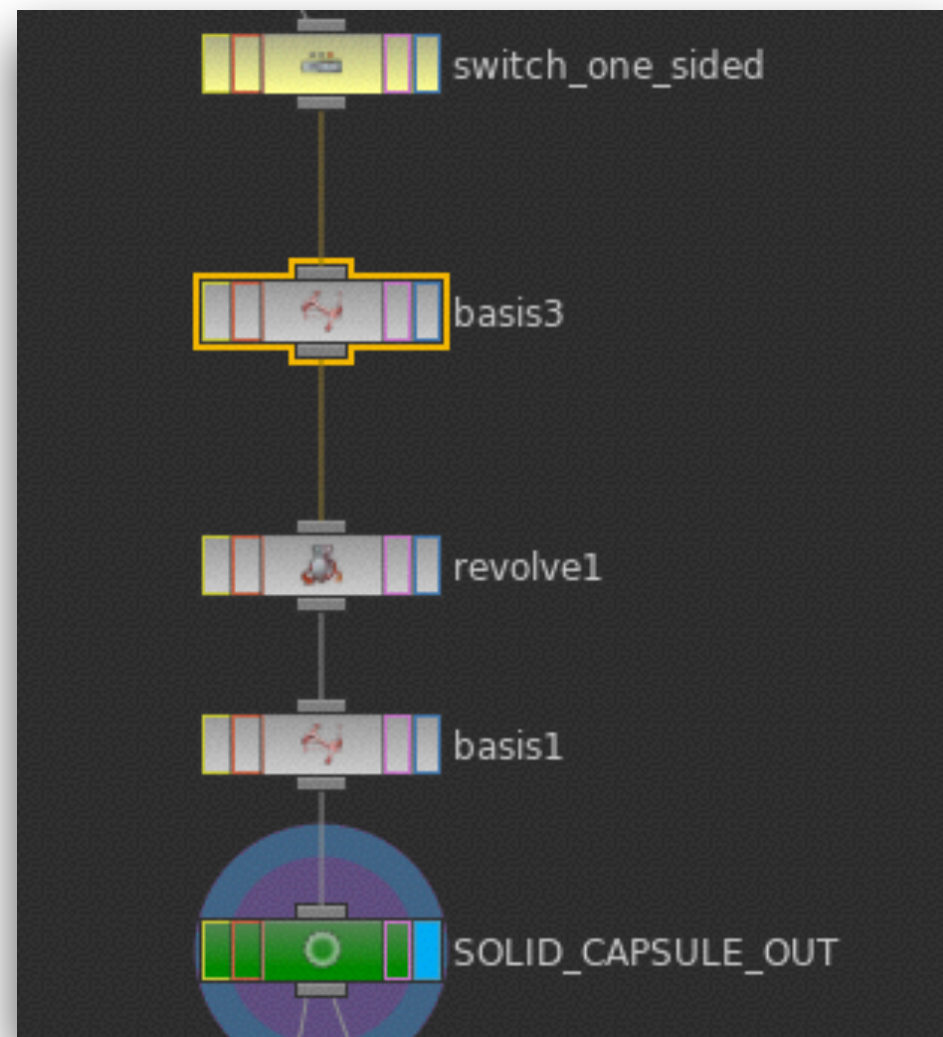 switch_one_sided
basis3
revolve1
basis1
SOLID_CAPSULE_OUT